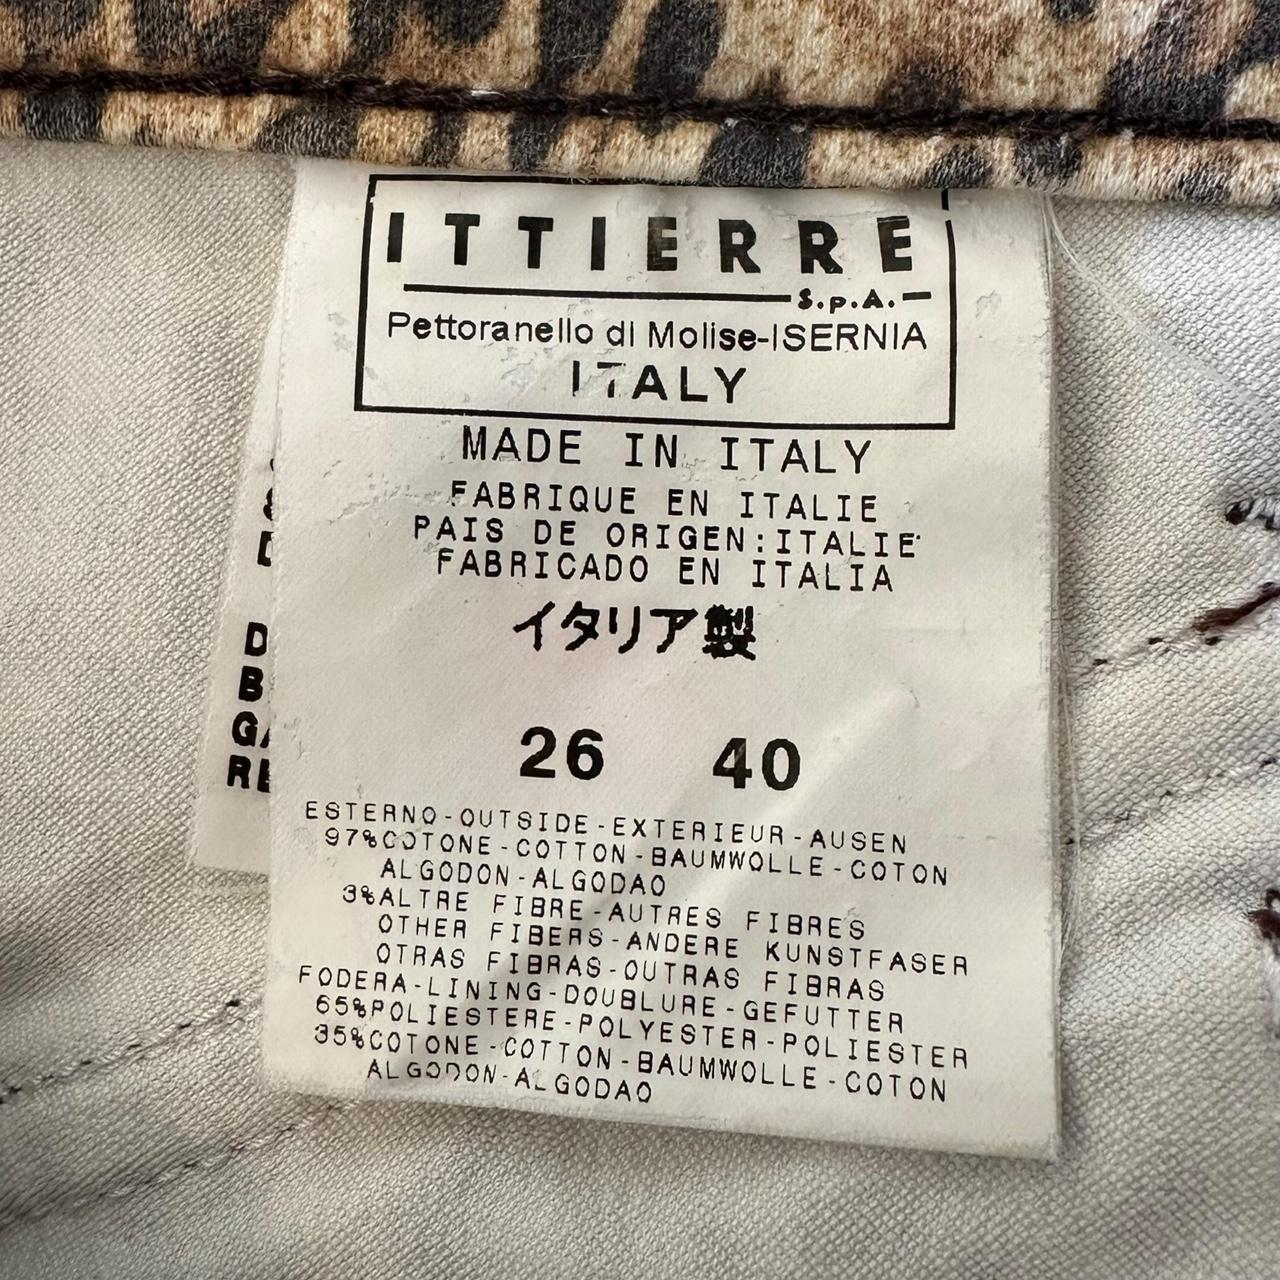 ITTIERRE
S.p.A.
Pettoranello di Molise-ISERNIA
ITALY
MADE IN ITALY
FABRIQUE EN ITALIE
PAIS DE ORIGEN:ITALIE
FABRICADO EN ITALIA
イタリア製
26 40
ESTERNO-OUTSIDE-EXTERIEUR-AUSEN
97%COTONE-COTTON-BAUMWOLLE-COTON
ALGODON-ALGODAO
3%ALTRE FIBRE-AUTRES FIBRES
OTHER FIBERS-ANDERE KUNSTFASER
OTRAS FIBRAS-OUTRAS FIBRAS
FODERA-LINING-DOUBLURE-GEFUTTER
65%POLIESTERE-POLYESTER-POLIESTER
35%COTONE-COTTON-BAUMWOLLE-COTON
ALGODON-ALGODAO